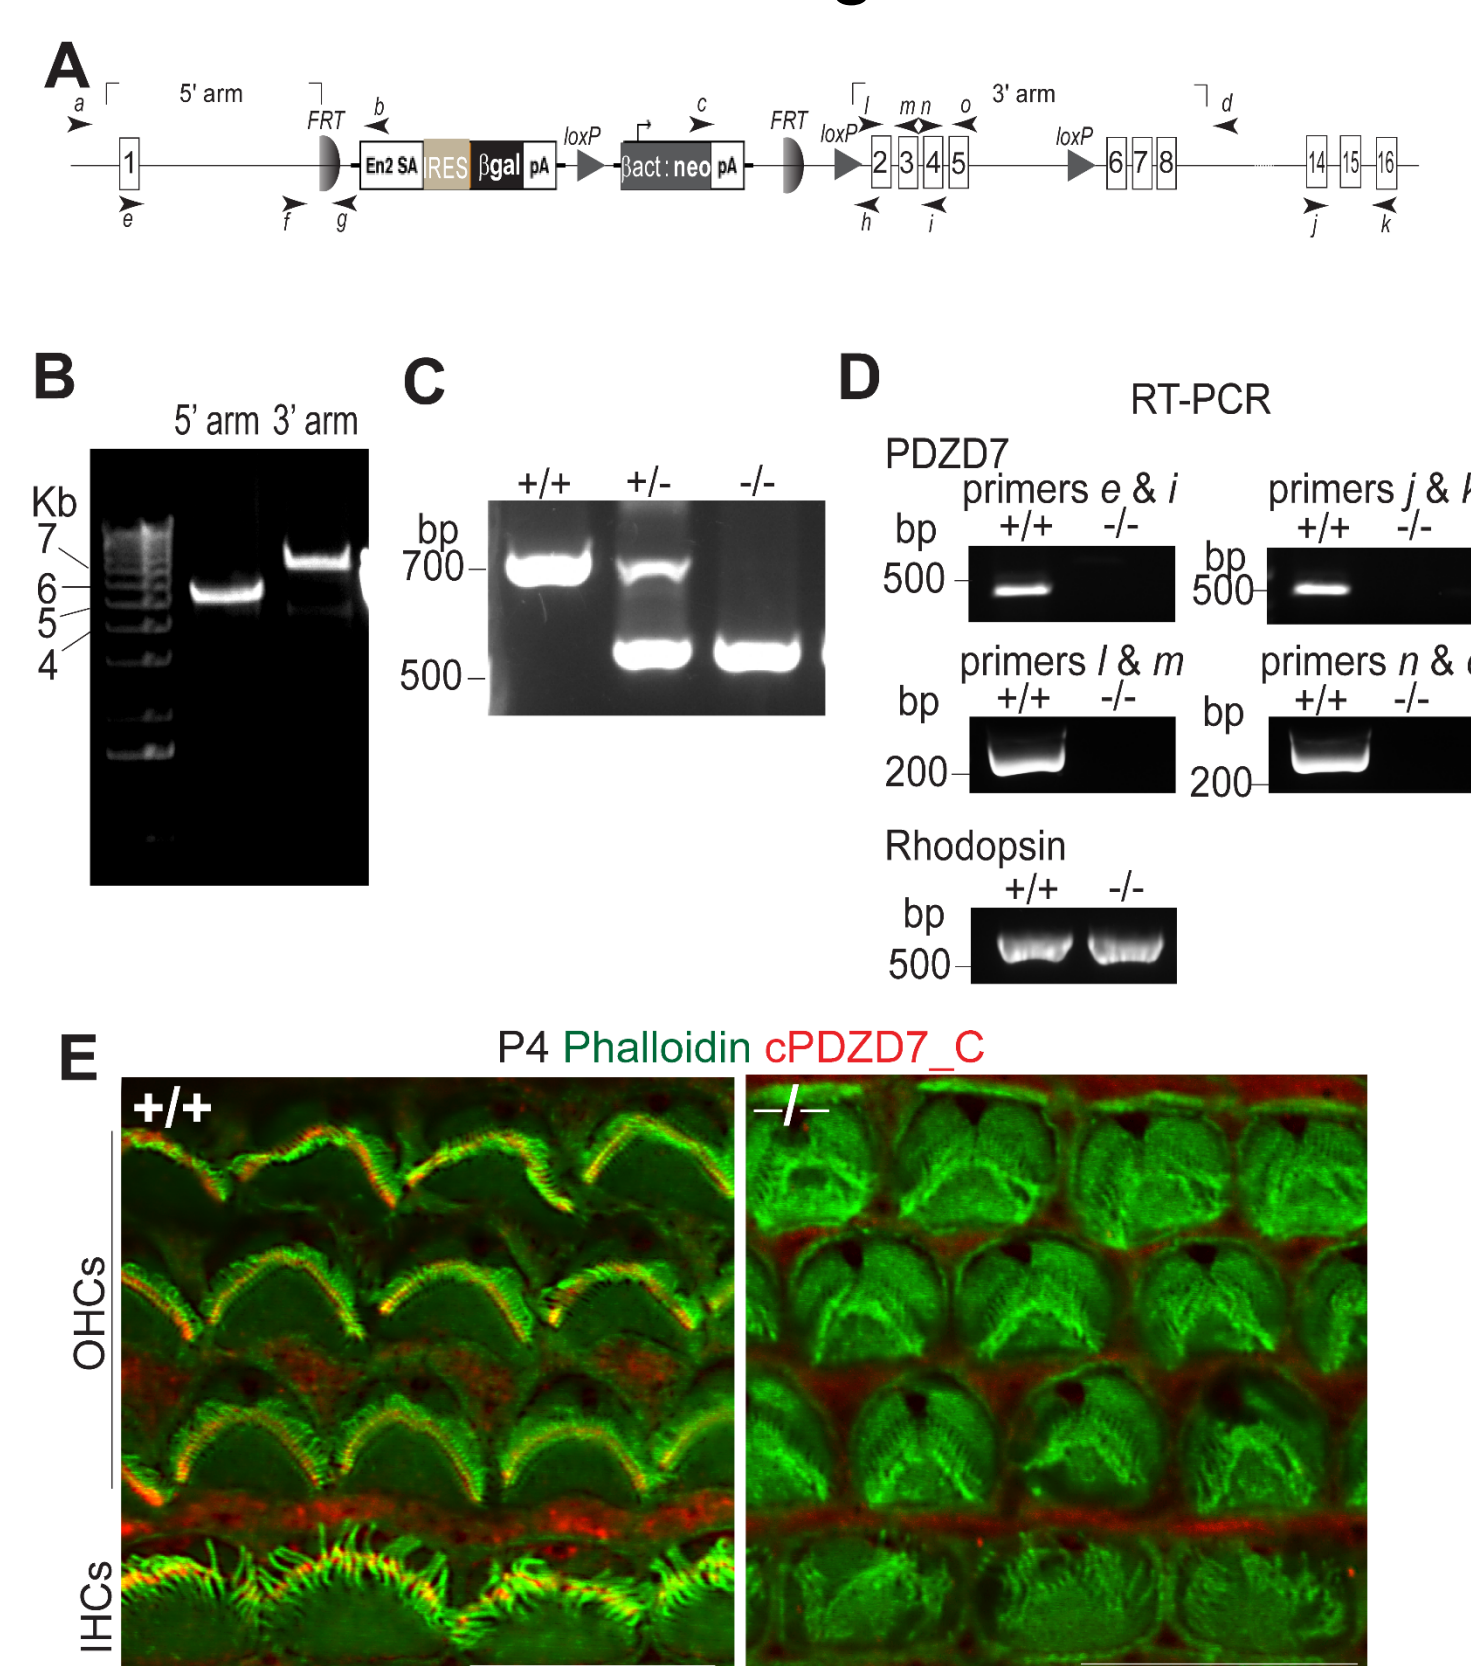 A
a 5' arm FRT b loxP c FRT loxP l m n o 3' arm loxP d
1 En2 SA IRES βgal pA βact : neo pA 2 3 4 5 6 7 8 14 15 16
e f g h i j k
B
5' arm 3' arm
Kb
7
6
5
4
C
+/+ +/- -/-
bp
700
500
D
RT-PCR
PDZD7
primers e & i
+/+ -/-
bp
500
primers j &
+/+ -/-
bp
500
primers l & m
+/+ -/-
bp
200
primers n &
+/+ -/-
bp
200
Rhodopsin
+/+ -/-
bp
500
E
P4 Phalloidin cPDZD7_C
+/+ –/–
OHCs
IHCs